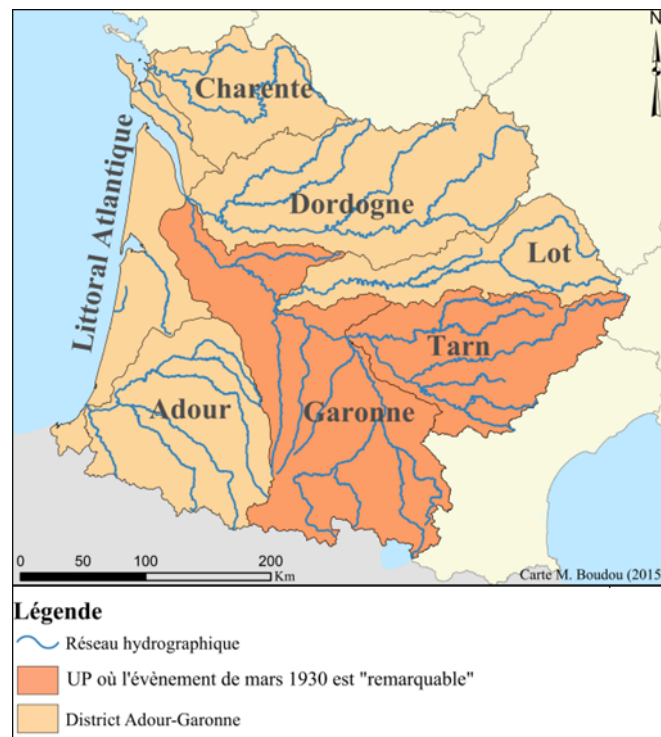 N
Charente
Littoral Atlantique
Dordogne
Lot
Tarn
Adour
Garonne
0 50 100 200
Km
Carte M. Boudou (2015
Légende
Réseau hydrographique
UP où l'évènement de mars 1930 est "remarquable"
District Adour-Garonne